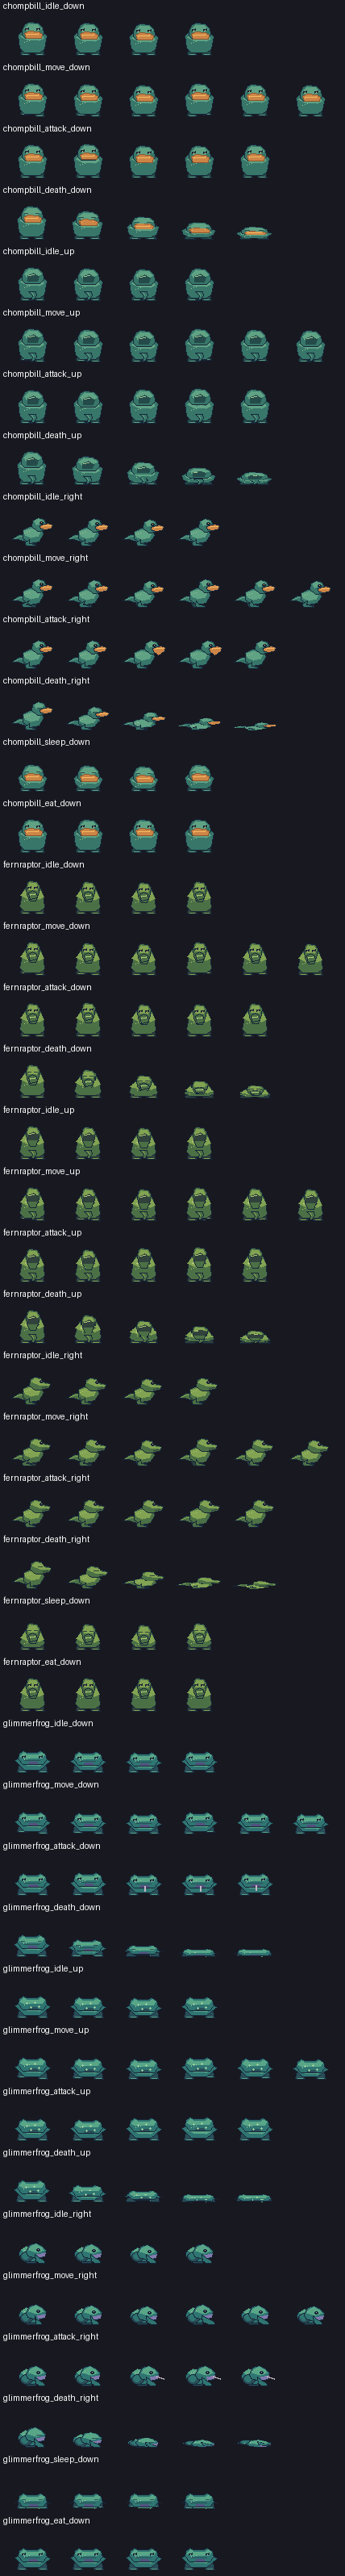 chompbill_idle_down
chompbill_move_down
chompbill_attack_down
chompbill_death_down
chompbill_idle_up
chompbill_move_up
chompbill_attack_up
chompbill_death_up
chompbill_idle_right
chompbill_move_right
chompbill_attack_right
chompbill_death_right
chompbill_sleep_down
chompbill_eat_down
fernraptor_idle_down
fernraptor_move_down
fernraptor_attack_down
fernraptor_death_down
fernraptor_idle_up
fernraptor_move_up
fernraptor_attack_up
fernraptor_death_up
fernraptor_idle_right
fernraptor_move_right
fernraptor_attack_right
fernraptor_death_right
fernraptor_sleep_down
fernraptor_eat_down
glimmerfrog_idle_down
glimmerfrog_move_down
glimmerfrog_attack_down
glimmerfrog_death_down
glimmerfrog_idle_up
glimmerfrog_move_up
glimmerfrog_attack_up
glimmerfrog_death_up
glimmerfrog_idle_right
glimmerfrog_move_right
glimmerfrog_attack_right
glimmerfrog_death_right
glimmerfrog_sleep_down
glimmerfrog_eat_down